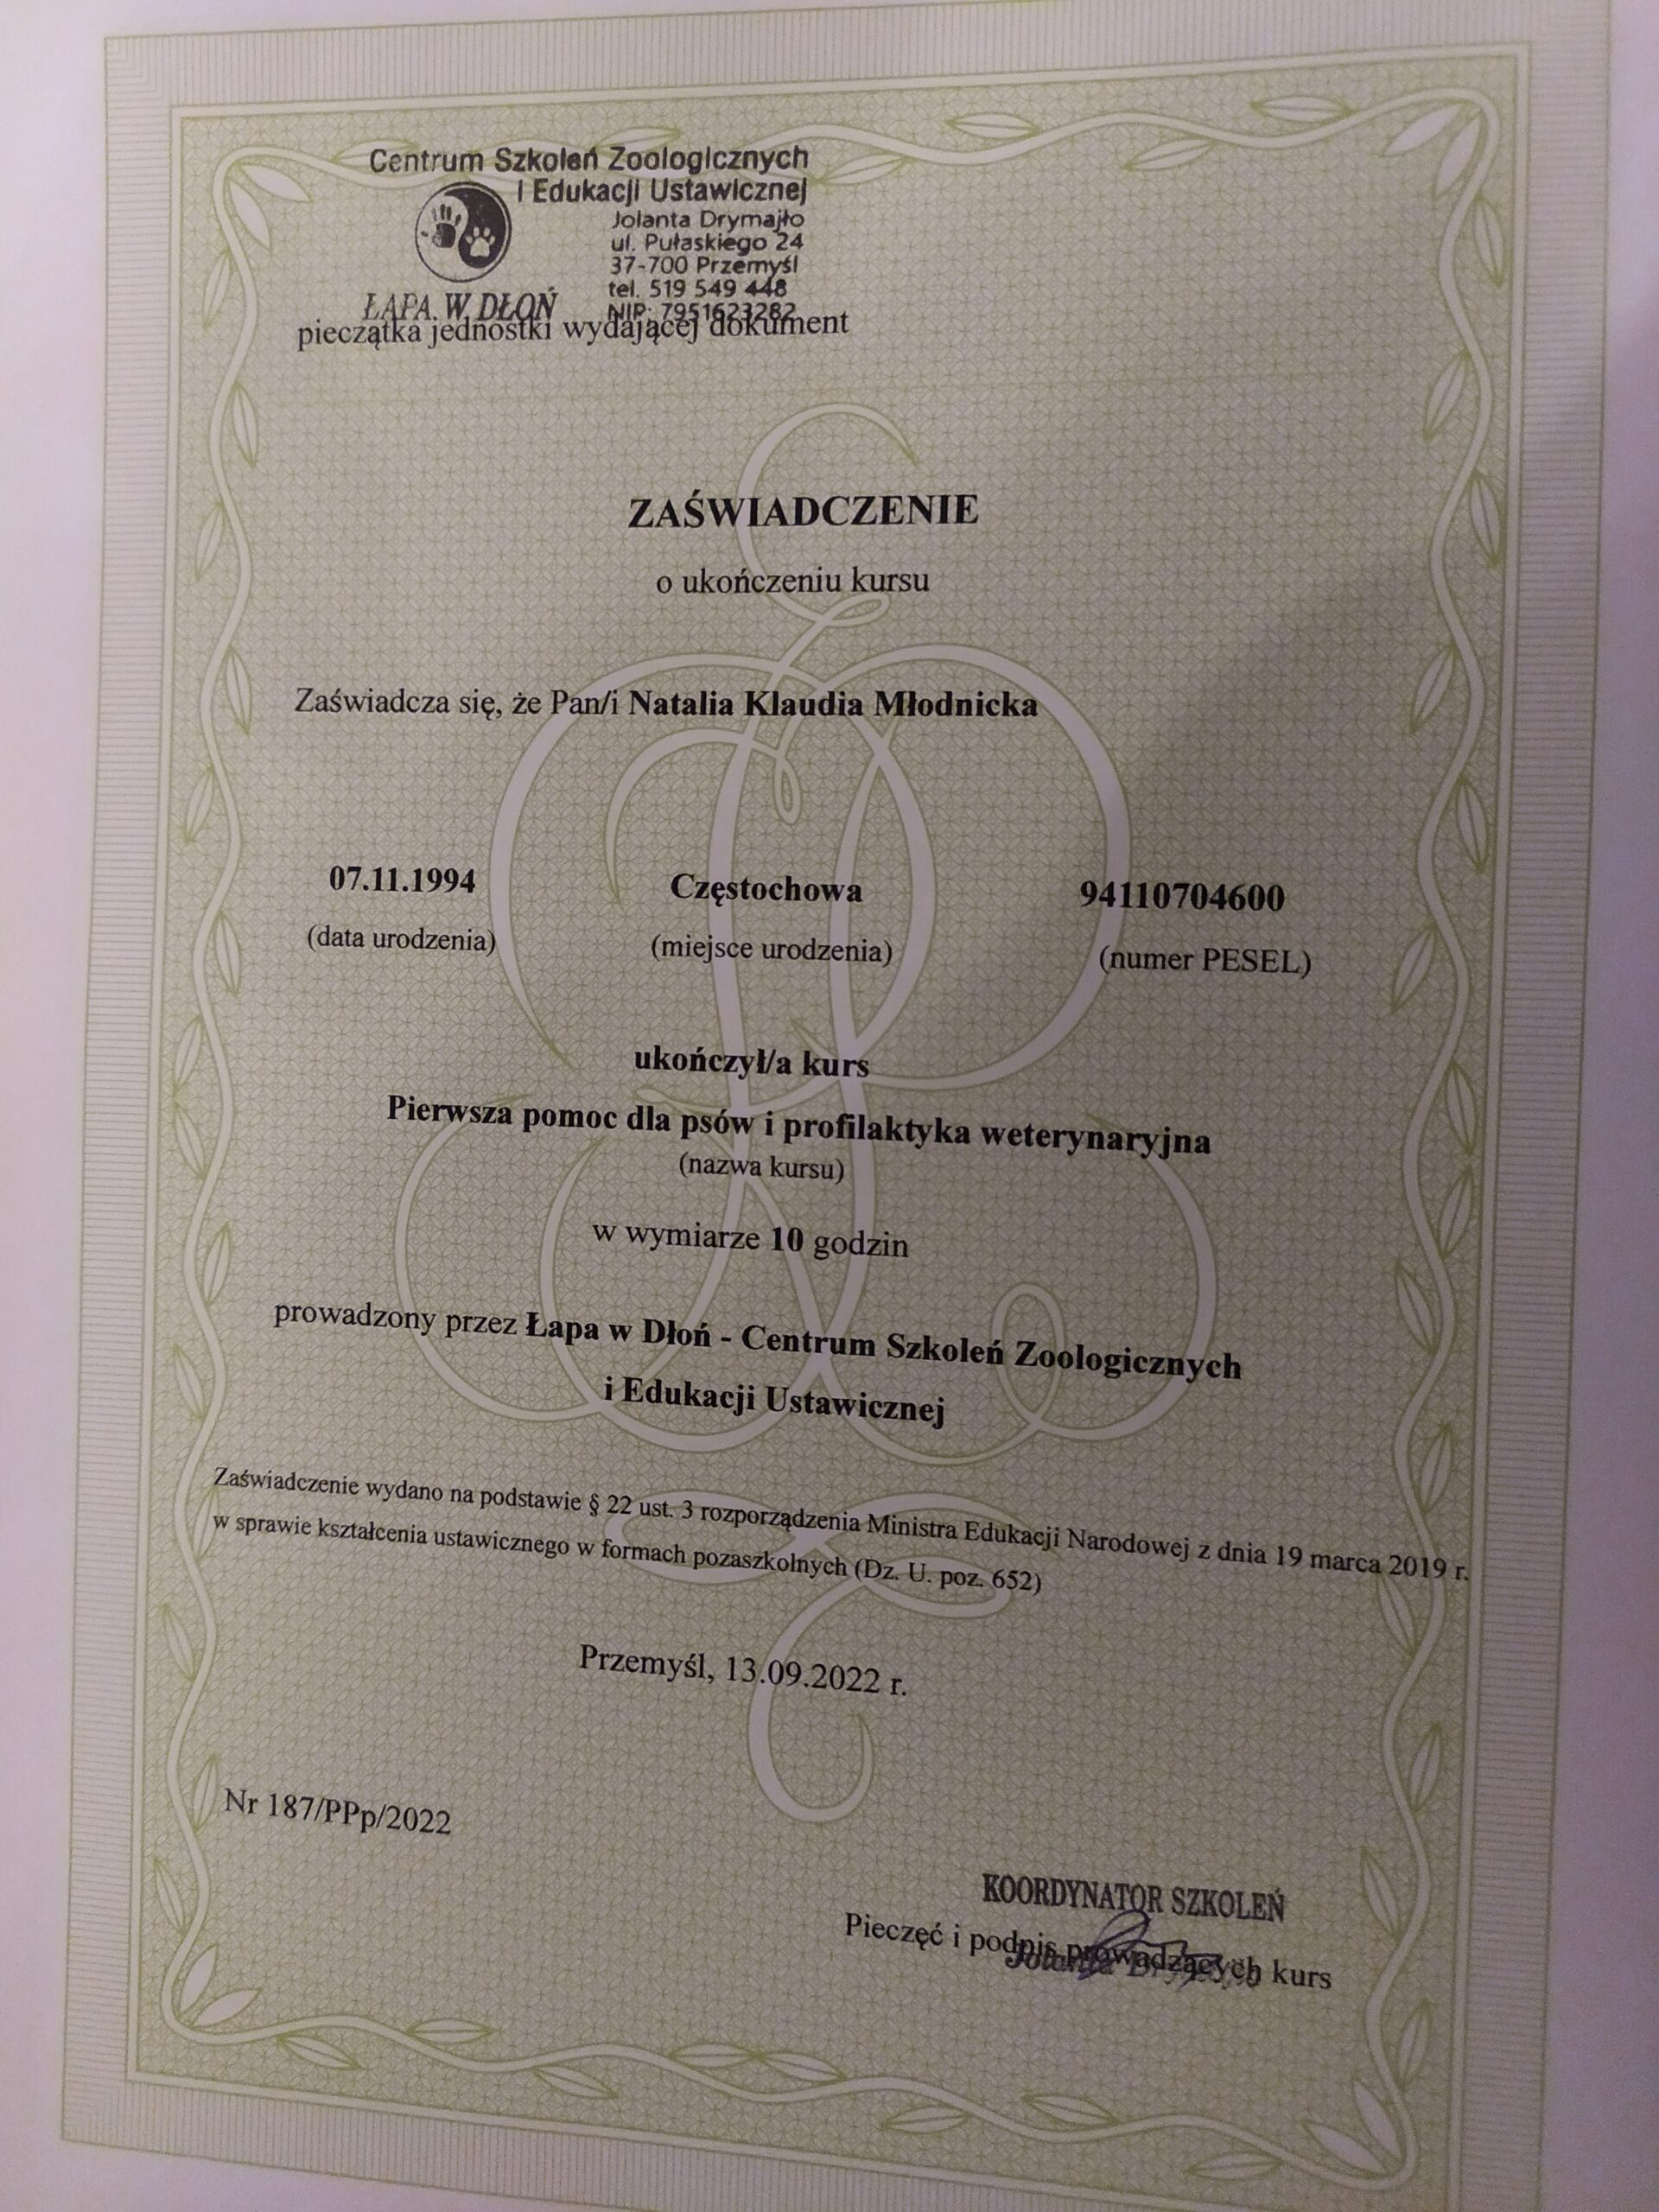 Centrum Szkoleń Zoologicznych
i Edukacji Ustawicznej
Jolanta Drymajło
ul. Pułaskiego 24
37-700 Przemyśl
tel. 519 549 448
ŁAPA W DŁOŃ
NIP: 7951623282
pieczątka jednostki wydającej dokument
ZAŚWIADCZENIE
o ukończeniu kursu
Zaświadcza się, że Pan/i Natalia Klaudia Młodnicka
07.11.1994 Częstochowa 94110704600
(data urodzenia) (miejsce urodzenia) (numer PESEL)
ukończył/a kurs
Pierwsza pomoc dla psów i profilaktyka weterynaryjna
(nazwa kursu)
w wymiarze 10 godzin
prowadzony przez Łapa w Dłoń - Centrum Szkoleń Zoologicznych
i Edukacji Ustawicznej
Zaświadczenie wydano na podstawie § 22 ust. 3 rozporządzenia Ministra Edukacji Narodowej z dnia 19 marca 2019 r.
w sprawie kształcenia ustawicznego w formach pozaszkolnych (Dz. U. poz. 652)
Przemyśl, 13.09.2022 r.
Nr 187/PPp/2022
KOORDYNATOR SZKOLEŃ
Pieczęć i podpis prowadzących kurs
Jolanta